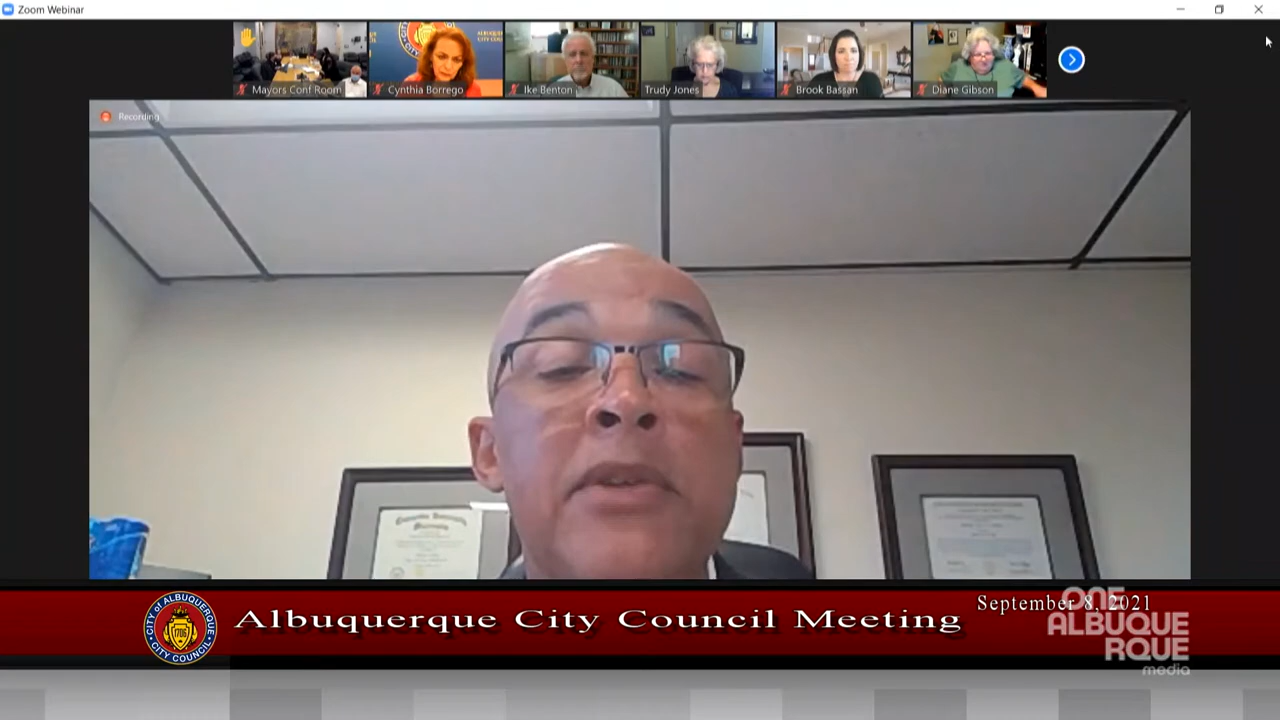 Zoom Webinar
Mayors Conf Room
Cynthia Borrego
Ike Benton
Trudy Jones
Brook Bassan
Diane Gibson
Recording
Albuquerque City Council Meeting
September 8, 2021
CITY of ALBUQUERQUE
1706
CITY COUNCIL
ONE
ALBUQUE
RQUE
media